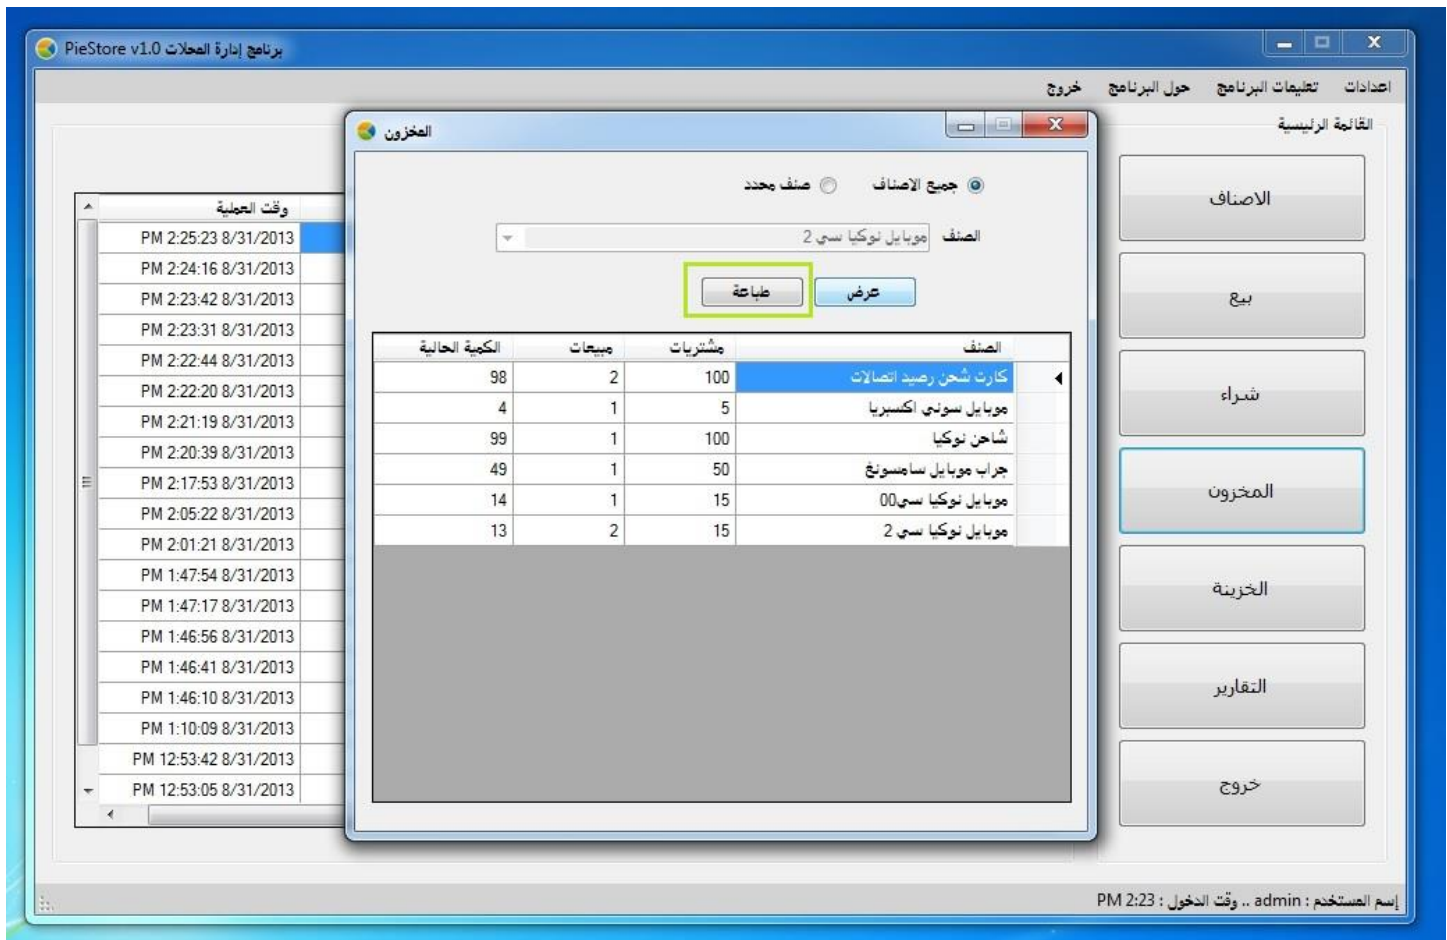 برنامج إدارة المحلات PieStore v1.0
اعدادات تعليمات البرنامج حول البرنامج خروج
القائمة الرئيسية
الاصناف
بيع
شراء
المخزون
الخزينة
التقارير
خروج
المخزون
جميع الاصناف صنف محدد
الصنف موبايل نوكيا سي 2
عرض طباعة
الصنف مشتريات مبيعات الكمية الحالية
كارت شحن رصيد اتصالات 100 2 98
موبايل سوني اكسبريا 5 1 4
شاحن نوكيا 100 1 99
جراب موبايل سامسونغ 50 1 49
موبايل نوكيا سي00 15 1 14
موبايل نوكيا سي 2 15 2 13
وقت العملية
PM 2:25:23 8/31/2013
PM 2:24:16 8/31/2013
PM 2:23:42 8/31/2013
PM 2:23:31 8/31/2013
PM 2:22:44 8/31/2013
PM 2:22:20 8/31/2013
PM 2:21:19 8/31/2013
PM 2:20:39 8/31/2013
PM 2:17:53 8/31/2013
PM 2:05:22 8/31/2013
PM 2:01:21 8/31/2013
PM 1:47:54 8/31/2013
PM 1:47:17 8/31/2013
PM 1:46:56 8/31/2013
PM 1:46:41 8/31/2013
PM 1:46:10 8/31/2013
PM 1:10:09 8/31/2013
PM 12:53:42 8/31/2013
PM 12:53:05 8/31/2013
إسم المستخدم : admin .. وقت الدخول : PM 2:23